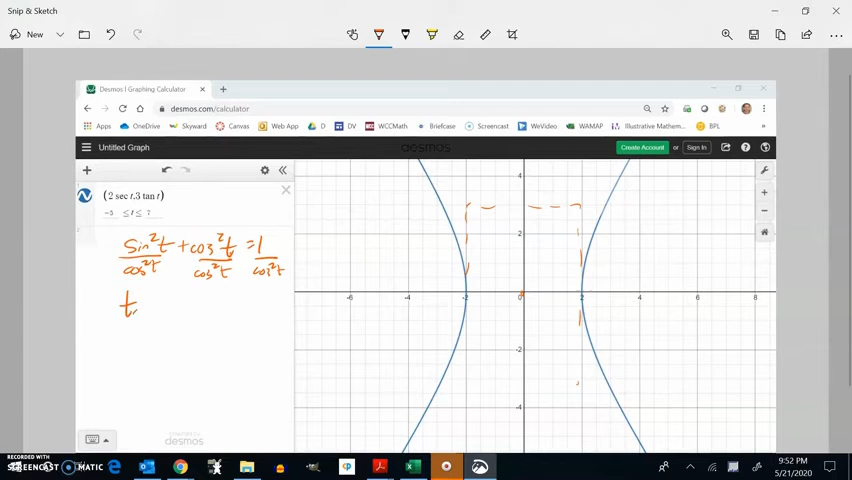 Snip & Sketch
New
Desmos | Graphing Calculator
desmos.com/calculator
Apps
OneDrive
Skyward
Canvas
Web App
D
DV
WCCMath
Briefcase
Screencast
WeVideo
WAMAP
Illustrative Mathem...
BPL
Untitled Graph
desmos
Create Account
or
Sign In
(2 sec t, 3 tan t)
≤ t ≤ 7
sin²t/cos²t + cos²t/cos²t = 1/cos²t
t
4
2
-6 -4 -2 0 2 4 6 8
-2
-4
desmos
RECORDED WITH
SCREENCAST MATIC
9:52 PM
5/21/2020